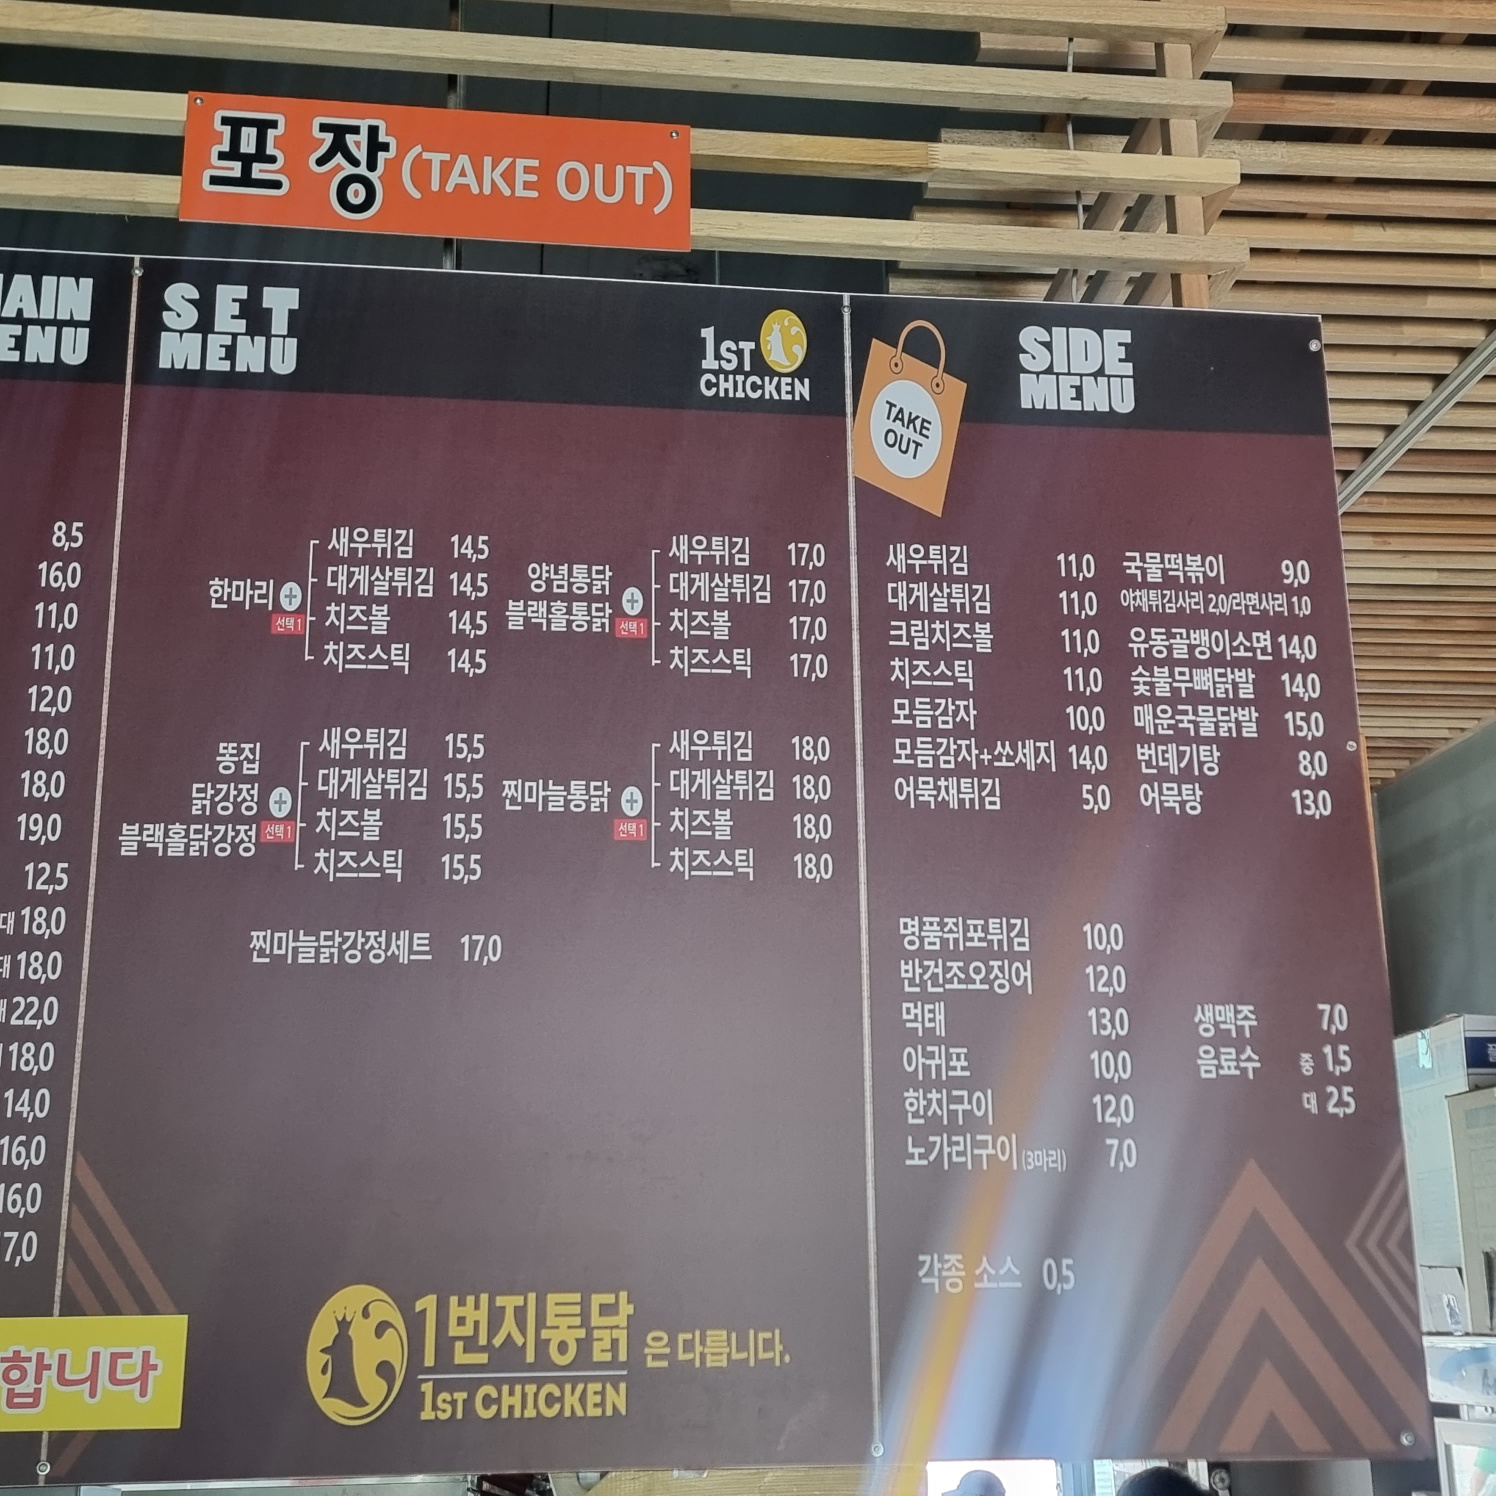 포 장 (TAKE OUT)
AIN
ENU
8,5
16,0
11,0
11,0
12,0
18,0
18,0
19,0
12,5
대 18,0
대 18,0
22,0
18,0
14,0
16,0
16,0
7,0
합니다
SET
MENU
1ST
CHICKEN
한마리 + 선택1
새우튀김 14,5
대게살튀김 14,5
치즈볼 14,5
치즈스틱 14,5
양념통닭
블랙홀통닭 + 선택1
새우튀김 17,0
대게살튀김 17,0
치즈볼 17,0
치즈스틱 17,0
똥집
닭강정
블랙홀닭강정 + 선택1
새우튀김 15,5
대게살튀김 15,5
치즈볼 15,5
치즈스틱 15,5
찐마늘통닭 + 선택1
새우튀김 18,0
대게살튀김 18,0
치즈볼 18,0
치즈스틱 18,0
찐마늘닭강정세트 17,0
1번지통닭 은 다릅니다.
1ST CHICKEN
TAKE
OUT
SIDE
MENU
새우튀김 11,0
대게살튀김 11,0
크림치즈볼 11,0
치즈스틱 11,0
모듬감자 10,0
모듬감자+쏘세지 14,0
어묵채튀김 5,0
국물떡볶이 9,0
야채튀김사리 2,0/라면사리 1,0
유동골뱅이소면 14,0
숯불무뼈닭발 14,0
매운국물닭발 15,0
번데기탕 8,0
어묵탕 13,0
명품쥐포튀김 10,0
반건조오징어 12,0
먹태 13,0
아귀포 10,0
한치구이 12,0
노가리구이 (3마리) 7,0
생맥주 7,0
음료수 중 1,5
대 2,5
각종 소스 0,5